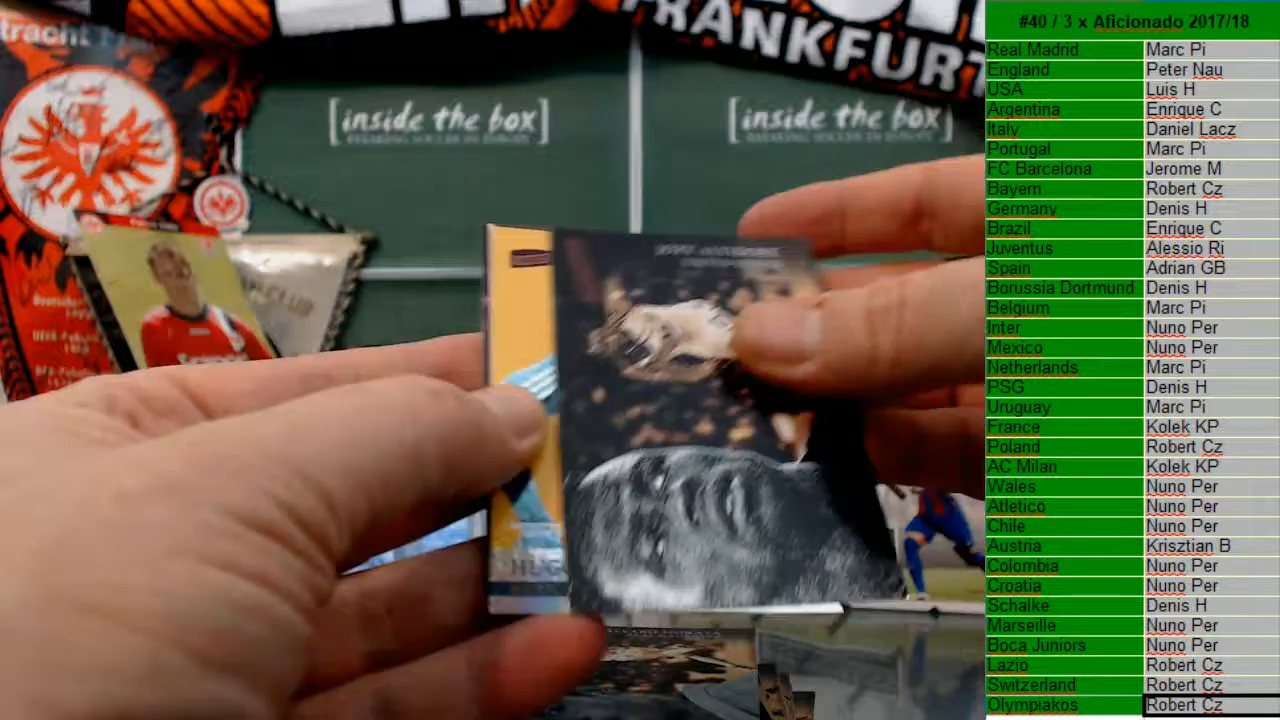 FRANKFURT
[inside the box]
[inside the box]
#40 / 3 x Aficionado 2017/18
Real Madrid Marc Pi
England Peter Nau
USA Luis H
Argentina Enrique C
Italy Daniel Lacz
Portugal Marc Pi
FC Barcelona Jerome M
Bayern Robert Cz
Germany Denis H
Brazil Enrique C
Juventus Alessio Ri
Spain Adrian GB
Borussia Dortmund Denis H
Belgium Marc Pi
Inter Nuno Per
Mexico Nuno Per
Netherlands Marc Pi
PSG Denis H
Uruguay Marc Pi
France Kolek KP
Poland Robert Cz
AC Milan Kolek KP
Wales Nuno Per
Atletico Nuno Per
Chile Nuno Per
Austria Krisztian B
Colombia Nuno Per
Croatia Nuno Per
Schalke Denis H
Marseille Nuno Per
Boca Juniors Nuno Per
Lazio Robert Cz
Switzerland Robert Cz
Olympiakos Robert Cz